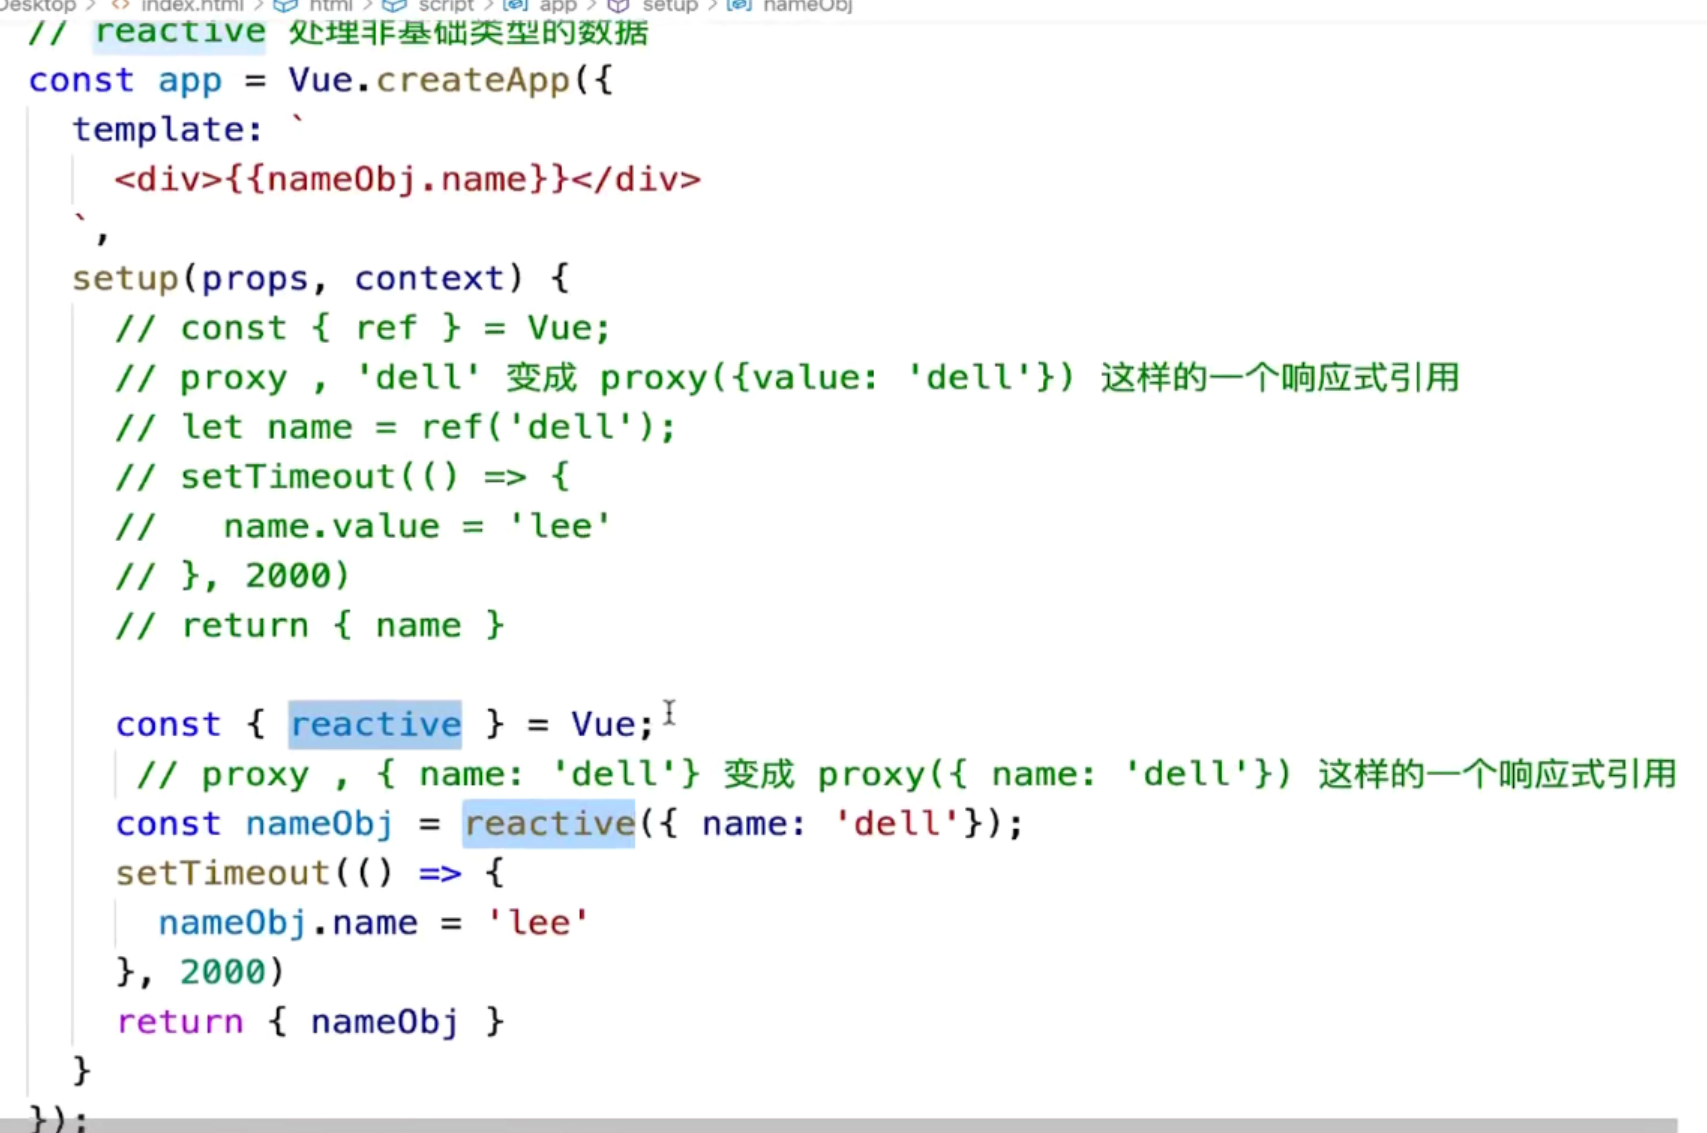 Desktop > index.html > html > script > app > setup > nameObj
// reactive 处理非基础类型的数据
const app = Vue.createApp({
template: `
<div>{{nameObj.name}}</div>
`,
setup(props, context) {
// const { ref } = Vue;
// proxy , 'dell' 变成 proxy({value: 'dell'}) 这样的一个响应式引用
// let name = ref('dell');
// setTimeout(() => {
//   name.value = 'lee'
// }, 2000)
// return { name }
const { reactive } = Vue;
// proxy , { name: 'dell'} 变成 proxy({ name: 'dell'}) 这样的一个响应式引用
const nameObj = reactive({ name: 'dell'});
setTimeout(() => {
nameObj.name = 'lee'
}, 2000)
return { nameObj }
}
});